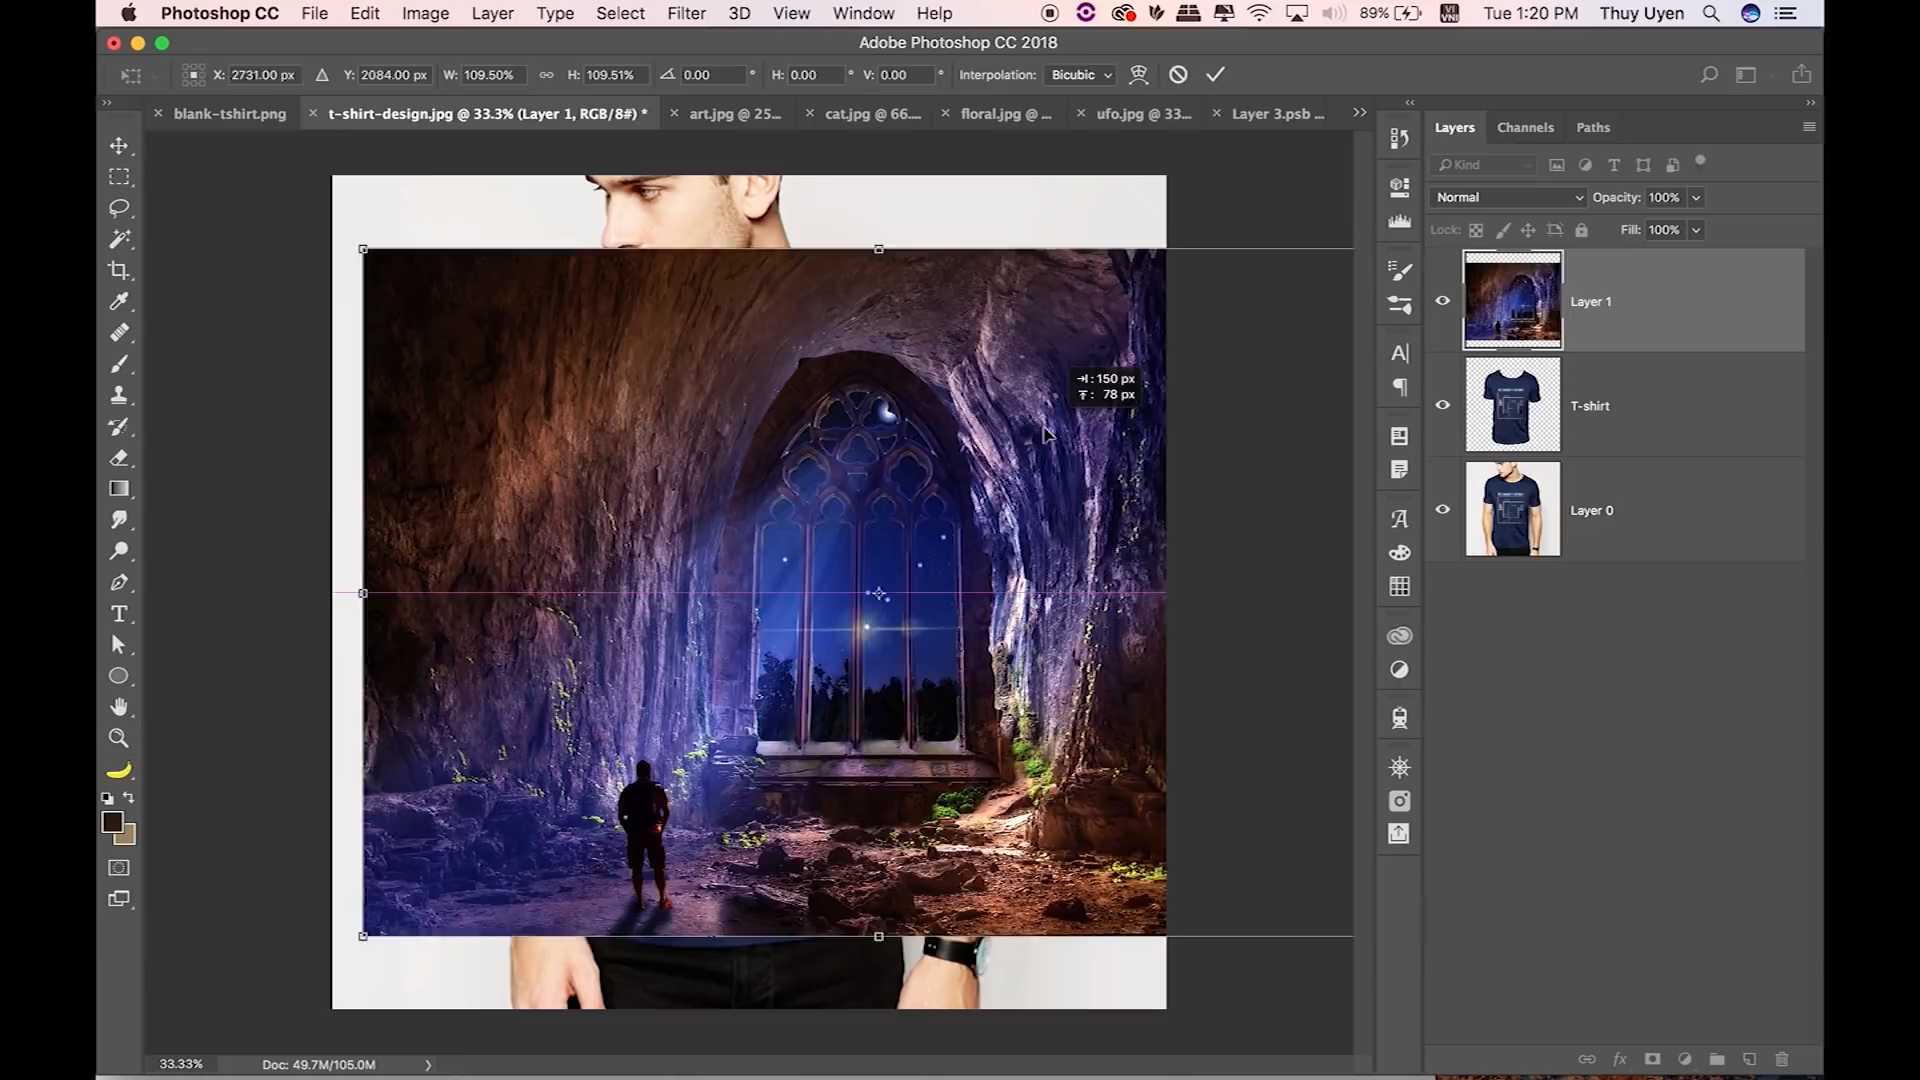 Photoshop CC File Edit Image Layer Type Select Filter 3D View Window Help 89% VI VNI Tue 1:20 PM Thuy Uyen
Adobe Photoshop CC 2018
X: 2731.00 px Y: 2084.00 px W: 109.50% H: 109.51% 0.00 ° H: 0.00 ° V: 0.00 ° Interpolation: Bicubic
blank-tshirt.png t-shirt-design.jpg @ 33.3% (Layer 1, RGB/8#) * art.jpg @ 25... cat.jpg @ 66.... floral.jpg @ ... ufo.jpg @ 33... Layer 3.psb ...
Layers Channels Paths
Kind
Normal Opacity: 100%
Lock: Fill: 100%
Layer 1
: 150 px
: 78 px
T-shirt
Layer 0
33.33% Doc: 49.7M/105.0M